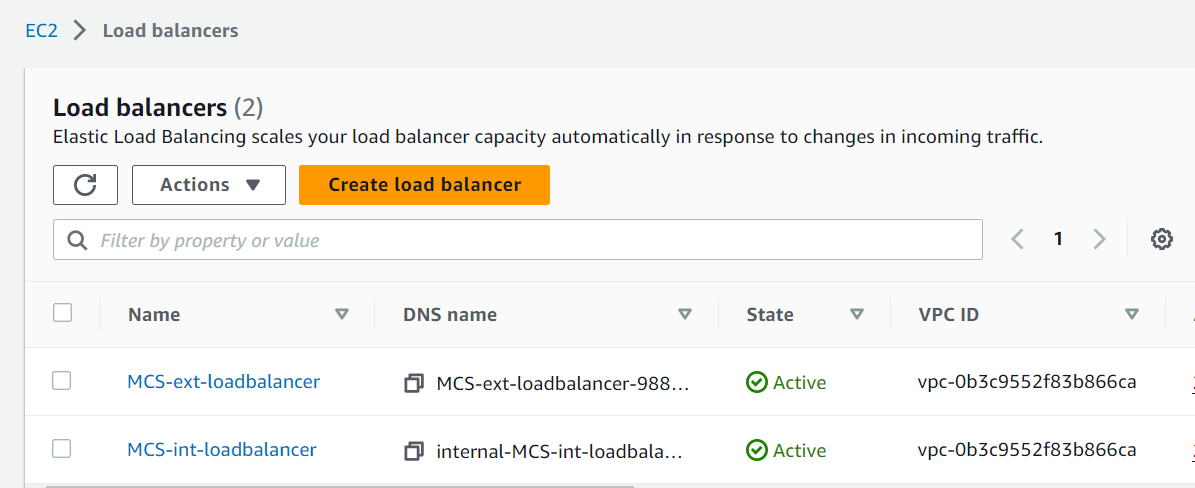 EC2 > Load balancers
Load balancers (2)
Elastic Load Balancing scales your load balancer capacity automatically in response to changes in incoming traffic.
Actions Create load balancer
Filter by property or value 1
Name DNS name State VPC ID
MCS-ext-loadbalancer MCS-ext-loadbalancer-988... Active vpc-0b3c9552f83b866ca
MCS-int-loadbalancer internal-MCS-int-loadbala... Active vpc-0b3c9552f83b866ca